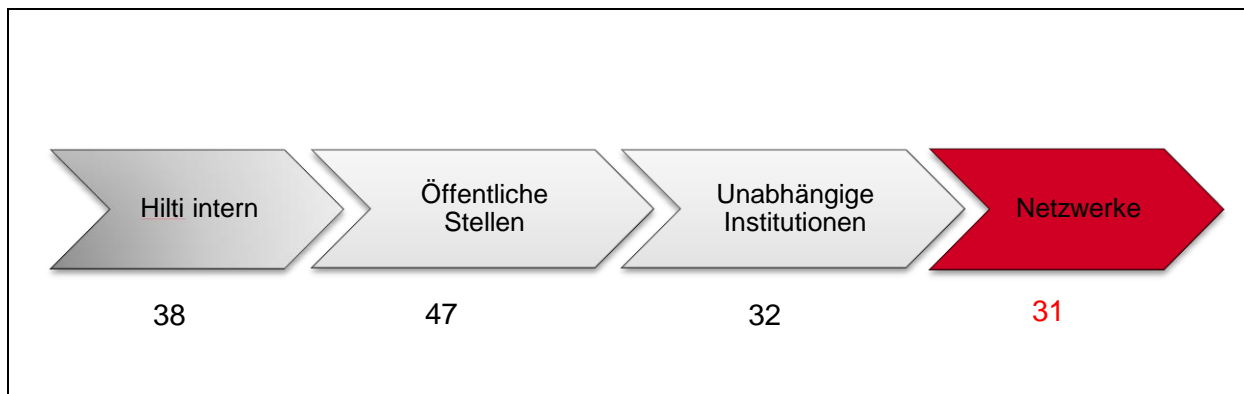 Hilti intern
Öffentliche
Stellen
Unabhängige
Institutionen
Netzwerke
38
47
32
31